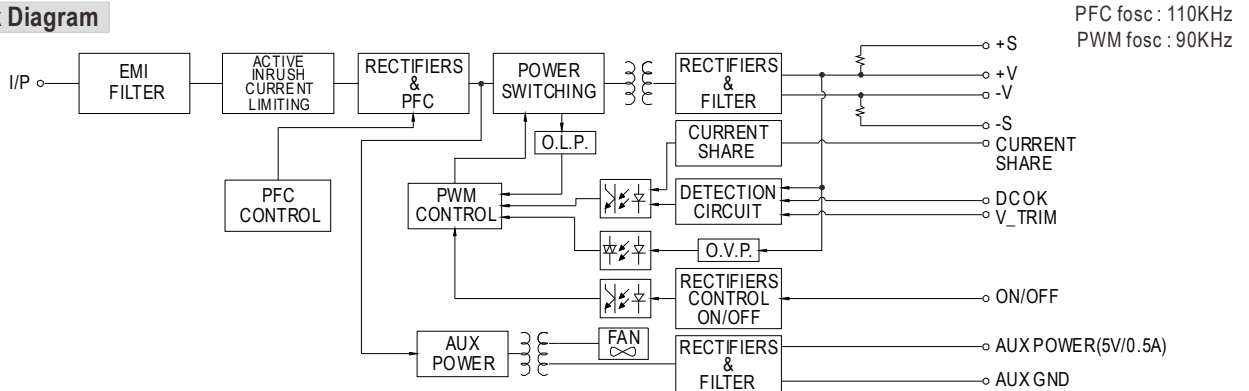 Diagram
PFC fosc : 110KHz
PWM fosc : 90KHz
I/P
EMI
FILTER
ACTIVE
INRUSH
CURRENT
LIMITING
RECTIFIERS
&
PFC
POWER
SWITCHING
RECTIFIERS
&
FILTER
+S
+V
-V
-S
CURRENT
SHARE
O.L.P.
CURRENT
SHARE
PFC
CONTROL
PWM
CONTROL
DETECTION
CIRCUIT
DC OK
V_TRIM
O.V.P.
RECTIFIERS
CONTROL
ON/OFF
ON/OFF
AUX
POWER
FAN
RECTIFIERS
&
FILTER
AUX POWER(5V/0.5A)
AUX GND